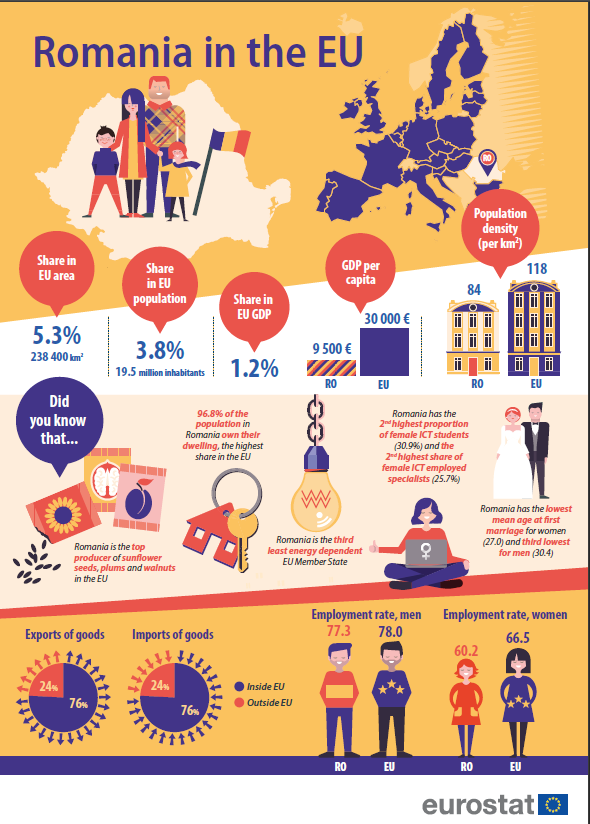 Romania in the EU
RO
Share in
EU area
5.3%
238 400 km²
Share
in EU
population
3.8%
19.5 million inhabitants
Share in
EU GDP
1.2%
GDP per
capita
9 500 €
RO
30 000 €
EU
Population
density
(per km²)
84
RO
118
EU
Did
you know
that...
Romania is the top
producer of sunflower
seeds, plums and walnuts
in the EU
96.8% of the
population in
Romania own their
dwelling, the highest
share in the EU
Romania is the third
least energy dependent
EU Member State
Romania has the
2nd highest proportion
of female ICT students
(30.9%) and the
2nd highest share of
female ICT employed
specialists (25.7%)
Romania has the lowest
mean age at first
marriage for women
(27.0) and third lowest
for men (30.4)
Exports of goods
24%
76%
Imports of goods
24%
76%
Inside EU
Outside EU
Employment rate, men
77.3
78.0
RO
EU
Employment rate, women
60.2
66.5
RO
EU
eurostat